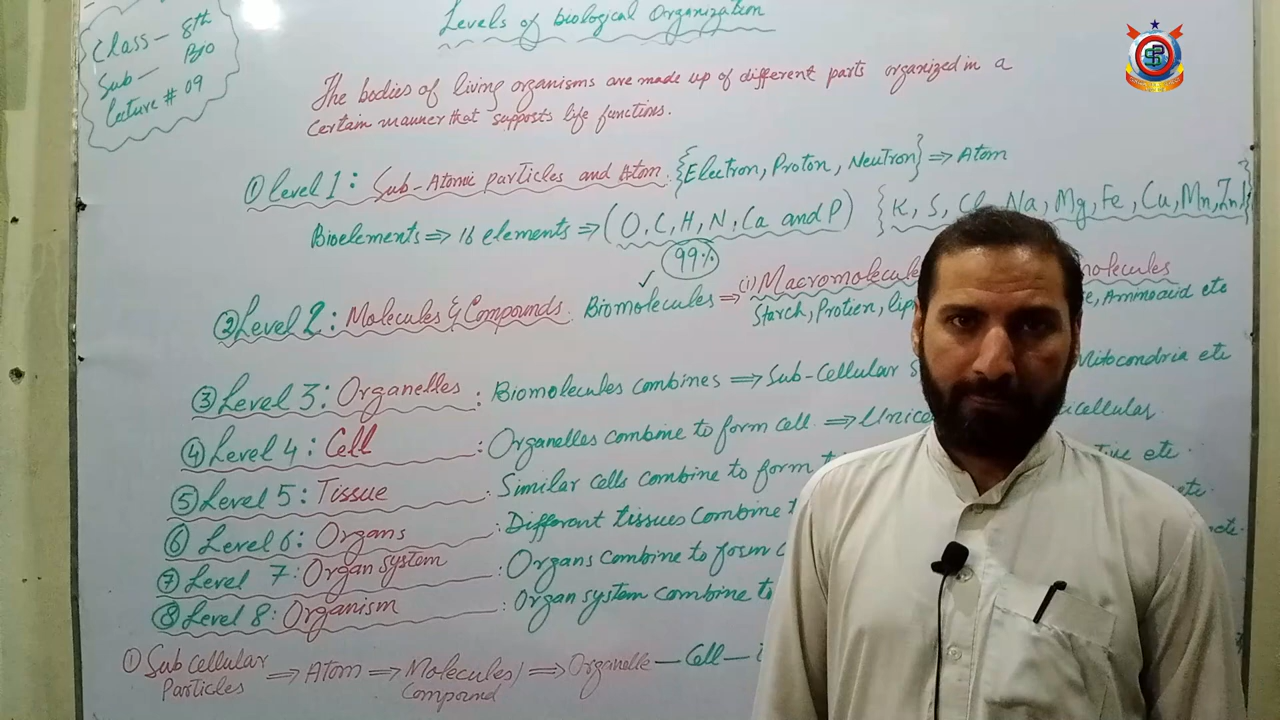 Levels of biological Organization
Class - 8th
Sub - Bio
Lecture # 09
The bodies of living organisms are made up of different parts organized in a
certain manner that supports life functions.
① Level 1: Sub-Atomic particles and Atom. {Electron, Proton, Neutron} ⇒ Atom
Bioelements ⇒ 16 elements ⇒ (O, C, H, N, Ca and P) {K, S, Cl, Na, Mg, Fe, Cu, Mn, Zn}
99%
② Level 2: Molecules & Compounds. Biomolecules ⇒ (i) Macromolecule
Starch, Protien, lip Aminoacid etc
③ Level 3: Organelles : Biomolecules combines ⇒ Sub-Cellular Mitocondria etc
④ Level 4: Cell : Organelles combine to form cell ⇒
⑤ Level 5: Tissue : Similar cells combine to form etc.
⑥ Level 6: Organs : Differant tissues combine
⑦ Level 7: Organ system : Organs combine to form
⑧ Level 8: Organism : Organ system combine to
① Sub cellular Particles ⇒ Atom ⇒ Molecules/Compound ⇒ Organelle - Cell -